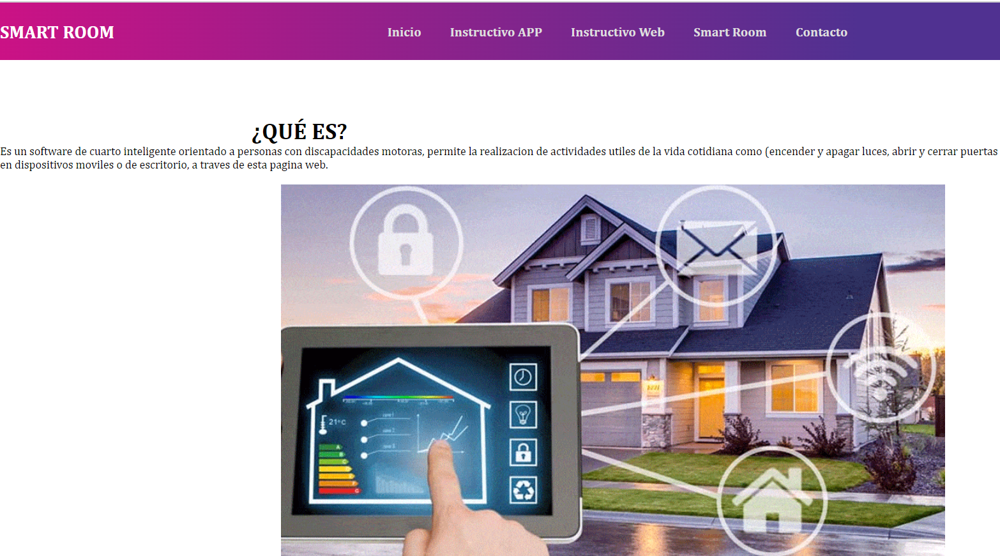 SMART ROOM
Inicio Instructivo APP Instructivo Web Smart Room Contacto
¿QUÉ ES?
Es un software de cuarto inteligente orientado a personas con discapacidades motoras, permite la realizacion de actividades utiles de la vida cotidiana como (encender y apagar luces, abrir y cerrar puertas
en dispositivos moviles o de escritorio, a traves de esta pagina web.
21°C
A
B
C
G